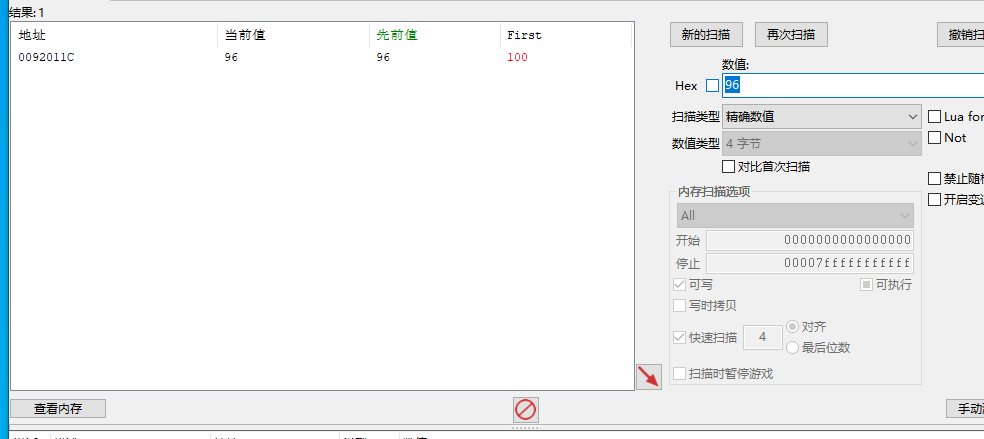 结果: 1
地址 当前值 先前值 First
0092011C 96 96 100
新的扫描 再次扫描 撤销扫
数值:
Hex 96
扫描类型 精确数值 Lua for
数值类型 4 字节 Not
对比首次扫描
禁止随机
内存扫描选项
开启变速
All
开始 0000000000000000
停止 00007fffffffffff
可写 可执行
写时拷贝
快速扫描 4 对齐
最后位数
扫描时暂停游戏
查看内存 手动